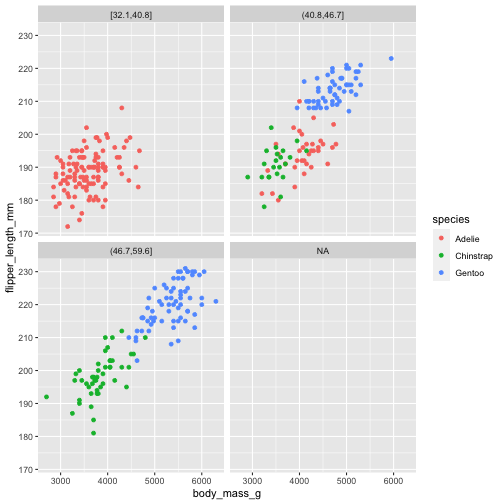 [32.1,40.8]
(40.8,46.7]
230
220
210
200
190
180
170
(46.7,59.6]
NA
230
220
210
200
190
180
170
3000 4000 5000 6000
3000 4000 5000 6000
body_mass_g
flipper_length_mm
species
Adelie
Chinstrap
Gentoo